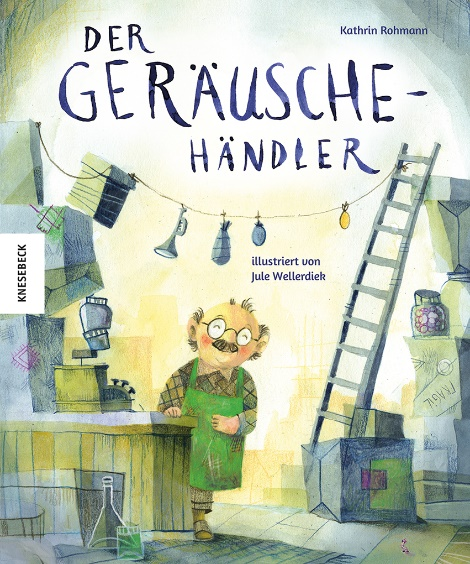 Kathrin Rohmann
DER
GERÄUSCHE-
HÄNDLER
illustriert von
Jule Wellerdiek
KNESEBECK
FRAGIL